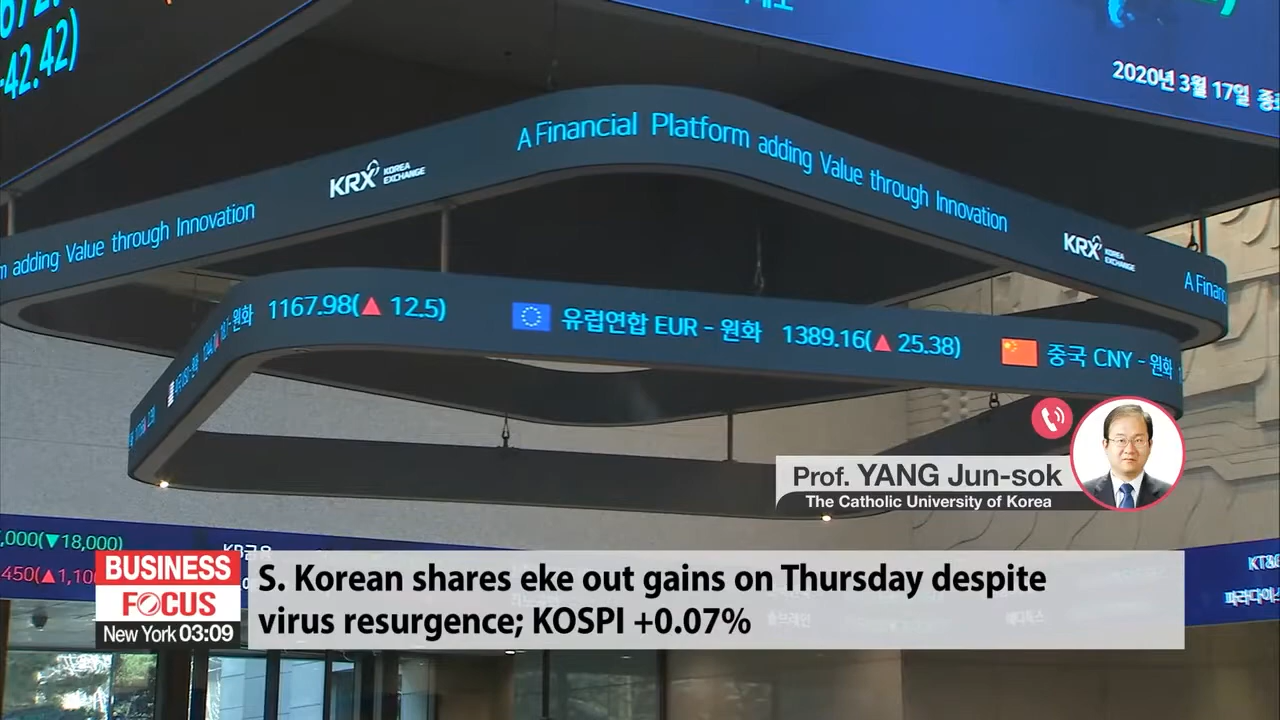 -42.42)
2020년 3월 17일
A Financial Platform adding Value through Innovation
KRX KOREA EXCHANGE
adding Value through Innovation
KRX KOREA EXCHANGE
A Financ
1167.98(▲ 12.5)
유럽연합 EUR - 원화 1389.16(▲ 25.38)
중국 CNY - 원화
Prof. YANG Jun-sok
The Catholic University of Korea
,000(▼18,000)
450(▲1,10
KT&
BUSINESS
FOCUS
New York 03:09
S. Korean shares eke out gains on Thursday despite
virus resurgence; KOSPI +0.07%